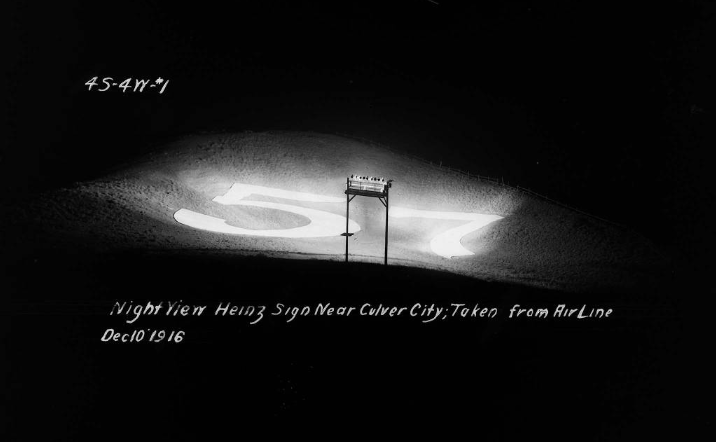 4S-4W-#1
57
Night View Heinz Sign Near Culver City; Taken from Air Line
Dec 10 1916